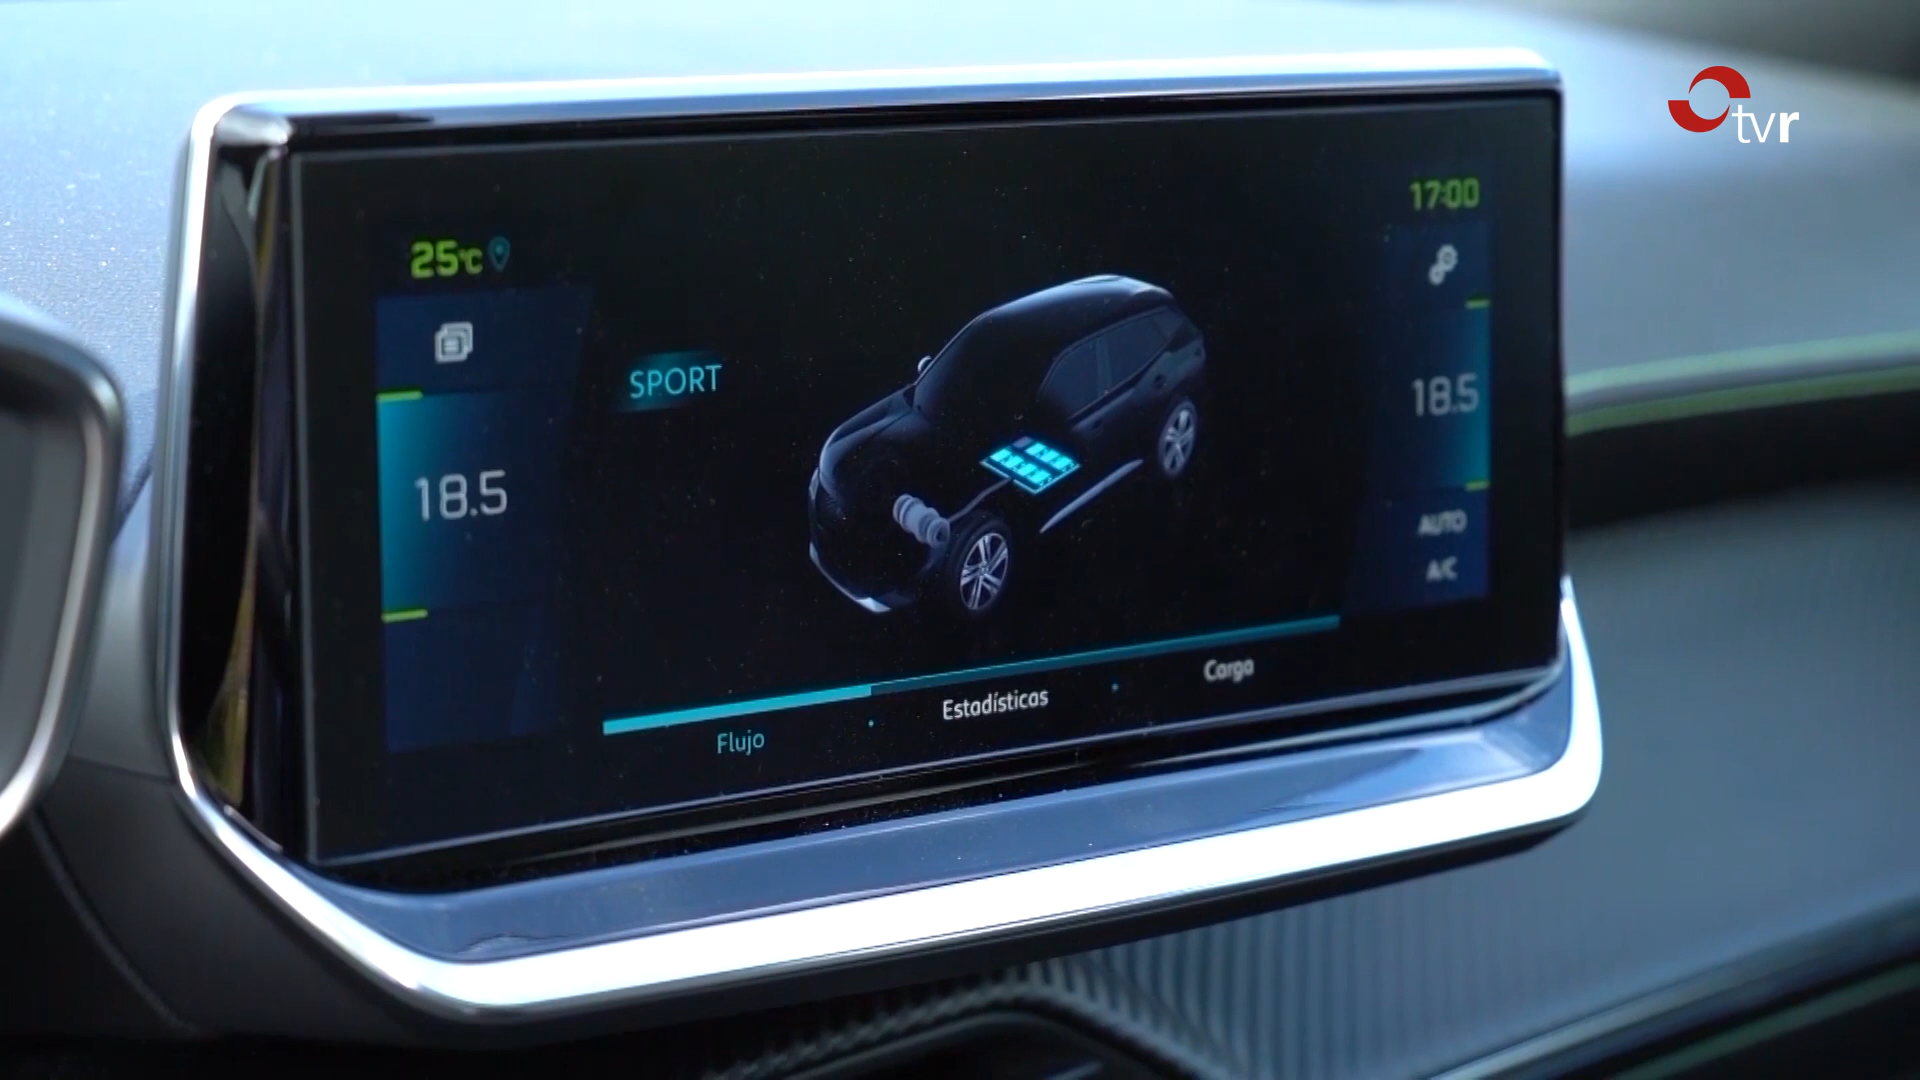 tvr
17:00
25°C
SPORT
18.5
18.5
AUTO
A/C
Flujo
Estadísticas
Carga